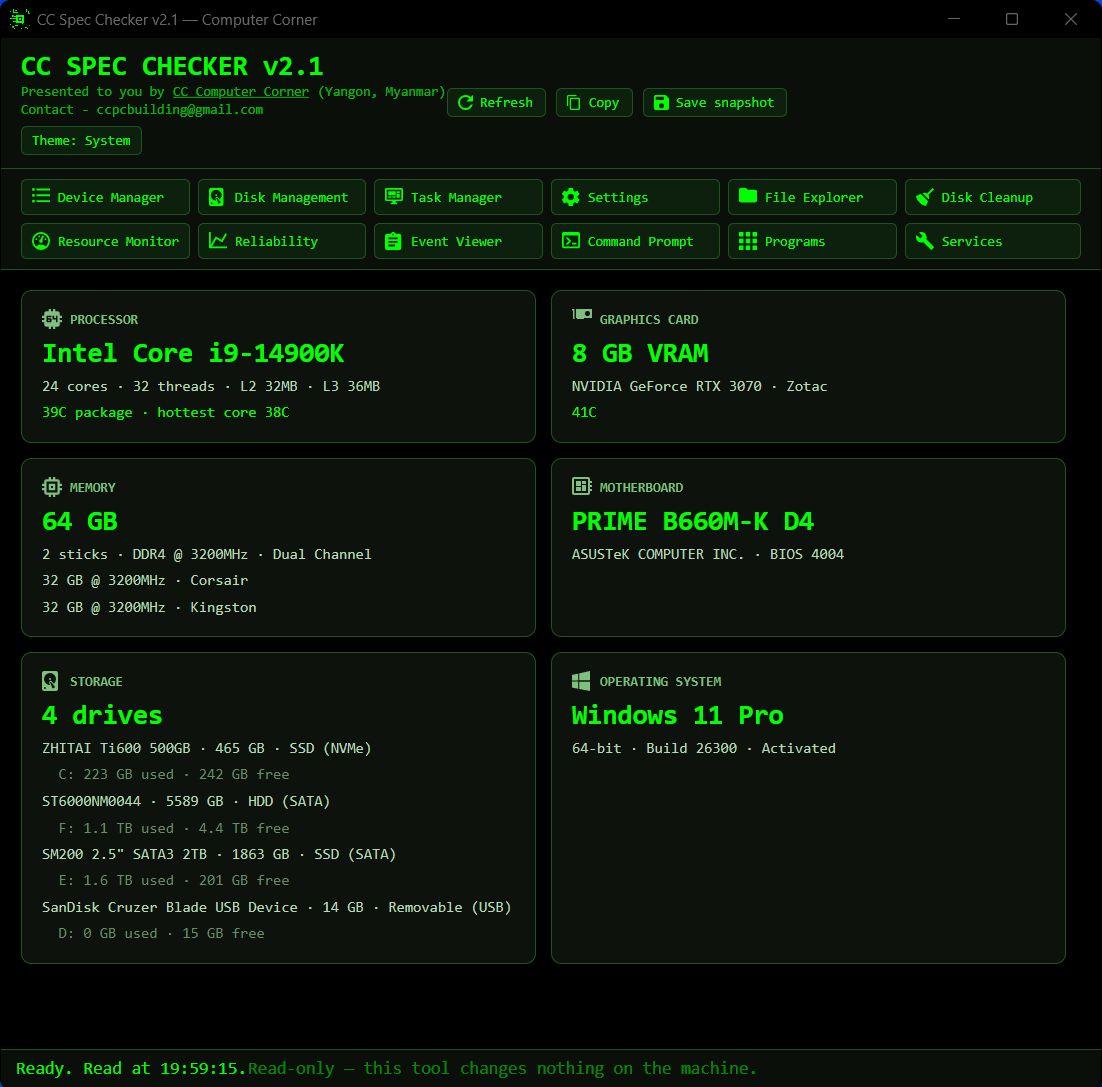 CC Spec Checker v2.1 — Computer Corner
CC SPEC CHECKER v2.1
Presented to you by CC Computer Corner (Yangon, Myanmar)
Contact - ccpcbuilding@gmail.com
Refresh
Copy
Save snapshot
Theme: System
Device Manager
Disk Management
Task Manager
Settings
File Explorer
Disk Cleanup
Resource Monitor
Reliability
Event Viewer
Command Prompt
Programs
Services
64
PROCESSOR
Intel Core i9-14900K
24 cores · 32 threads · L2 32MB · L3 36MB
39C package · hottest core 38C
GRAPHICS CARD
8 GB VRAM
NVIDIA GeForce RTX 3070 · Zotac
41C
MEMORY
64 GB
2 sticks · DDR4 @ 3200MHz · Dual Channel
32 GB @ 3200MHz · Corsair
32 GB @ 3200MHz · Kingston
MOTHERBOARD
PRIME B660M-K D4
ASUSTeK COMPUTER INC. · BIOS 4004
STORAGE
4 drives
ZHITAI Ti600 500GB · 465 GB · SSD (NVMe)
C: 223 GB used · 242 GB free
ST6000NM0044 · 5589 GB · HDD (SATA)
F: 1.1 TB used · 4.4 TB free
SM200 2.5" SATA3 2TB · 1863 GB · SSD (SATA)
E: 1.6 TB used · 201 GB free
SanDisk Cruzer Blade USB Device · 14 GB · Removable (USB)
D: 0 GB used · 15 GB free
OPERATING SYSTEM
Windows 11 Pro
64-bit · Build 26300 · Activated
Ready. Read at 19:59:15.Read-only — this tool changes nothing on the machine.